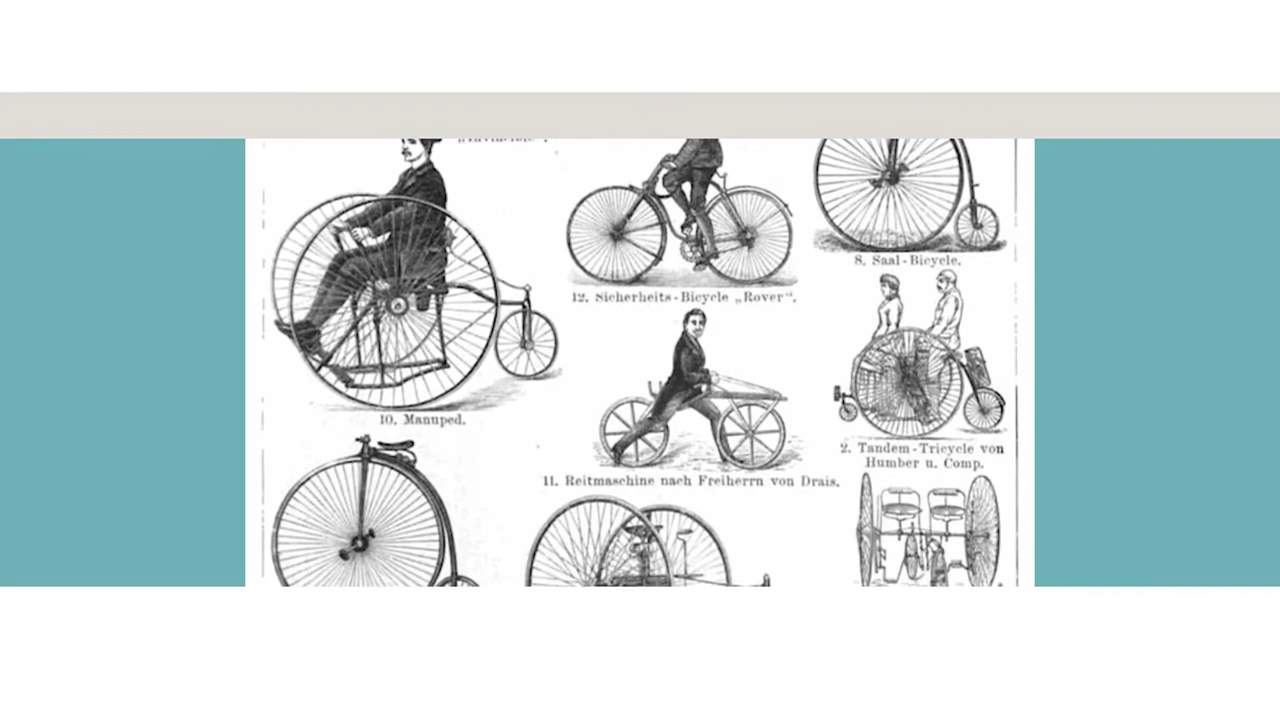 8. Saal-Bicycle.
12. Sicherheits-Bicycle „Rover“.
10. Manuped.
2. Tandem-Tricycle von
Humber u. Comp.
11. Reitmaschine nach Freiherrn von Drais.